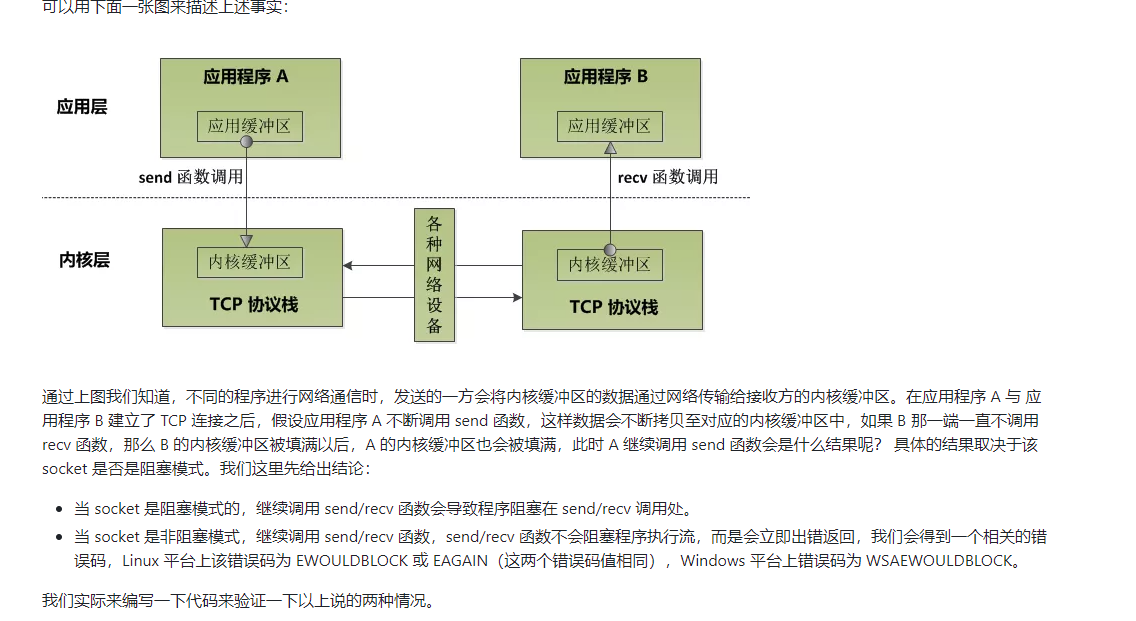 可以用下面一张图来描述上述事实：
应用程序 A
应用程序 B
应用层
应用缓冲区
应用缓冲区
send 函数调用
recv 函数调用
各种网络设备
内核层
内核缓冲区
内核缓冲区
TCP 协议栈
TCP 协议栈
通过上图我们知道，不同的程序进行网络通信时，发送的一方会将内核缓冲区的数据通过网络传输给接收方的内核缓冲区。在应用程序 A 与 应
用程序 B 建立了 TCP 连接之后，假设应用程序 A 不断调用 send 函数，这样数据会不断拷贝至对应的内核缓冲区中，如果 B 那一端一直不调用
recv 函数，那么 B 的内核缓冲区被填满以后，A 的内核缓冲区也会被填满，此时 A 继续调用 send 函数会是什么结果呢？ 具体的结果取决于该
socket 是否是阻塞模式。我们这里先给出结论：
• 当 socket 是阻塞模式的，继续调用 send/recv 函数会导致程序阻塞在 send/recv 调用处。
• 当 socket 是非阻塞模式，继续调用 send/recv 函数，send/recv 函数不会阻塞程序执行流，而是会立即出错返回，我们会得到一个相关的错
误码，Linux 平台上该错误码为 EWOULDBLOCK 或 EAGAIN（这两个错误码值相同），Windows 平台上错误码为 WSAEWOULDBLOCK。
我们实际来编写一下代码来验证一下以上说的两种情况。